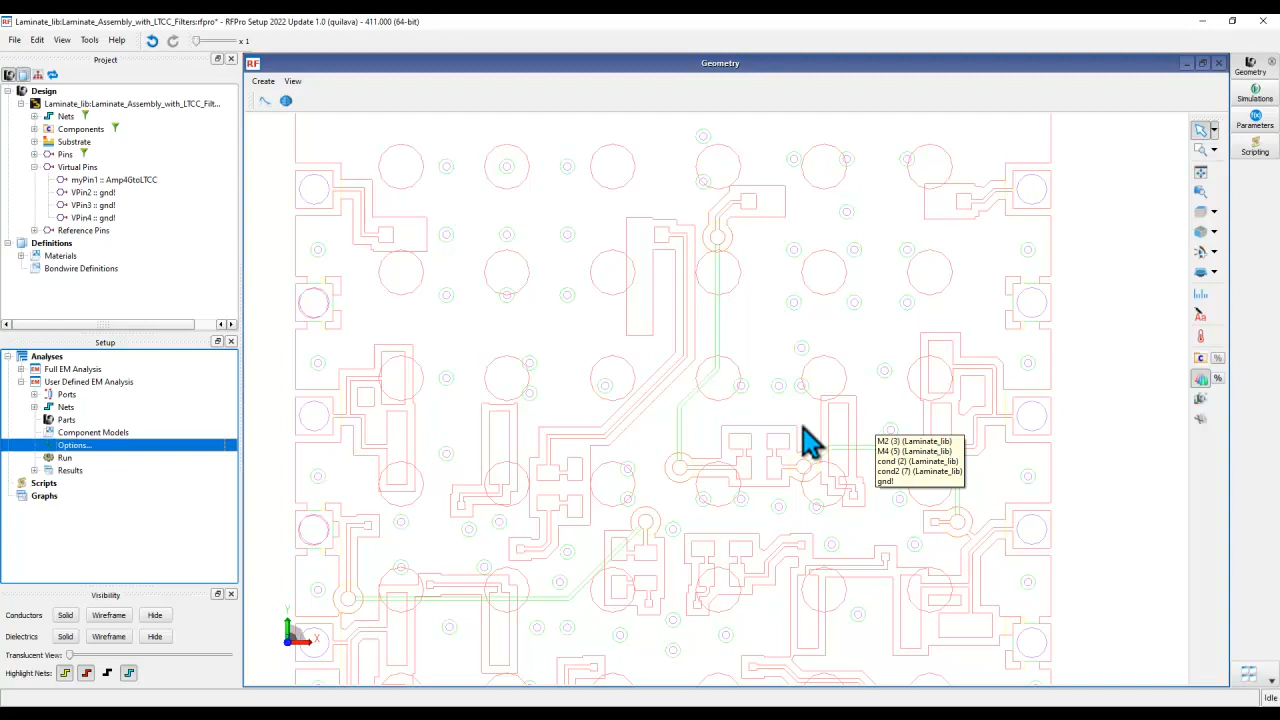 Laminate_lib:Laminate_Assembly_with_LTCC_Filters:rfpro* - RFPro Setup 2022 Update 1.0 (quilava) - 411.000 (64-bit)
File Edit View Tools Help x 1
Project
Design
Laminate_lib:Laminate_Assembly_with_LTCC_Filt...
Nets
Components
Substrate
Pins
Virtual Pins
myPin1 :: Amp4GtoLTCC
VPin2 :: gnd!
VPin3 :: gnd!
VPin4 :: gnd!
Reference Pins
Definitions
Materials
Bondwire Definitions
Setup
Analyses
Full EM Analysis
User Defined EM Analysis
Ports
Nets
Parts
Component Models
Options...
Run
Results
Scripts
Graphs
Visibility
Conductors Solid Wireframe Hide
Dielectrics Solid Wireframe Hide
Translucent View:
Highlight Nets:
RF Geometry
Create View
M2 (3) (Laminate_lib)
M4 (5) (Laminate_lib)
cond (2) (Laminate_lib)
cond2 (7) (Laminate_lib)
gnd!
Y
X
Geometry
Simulations
Parameters
Scripting
Idle